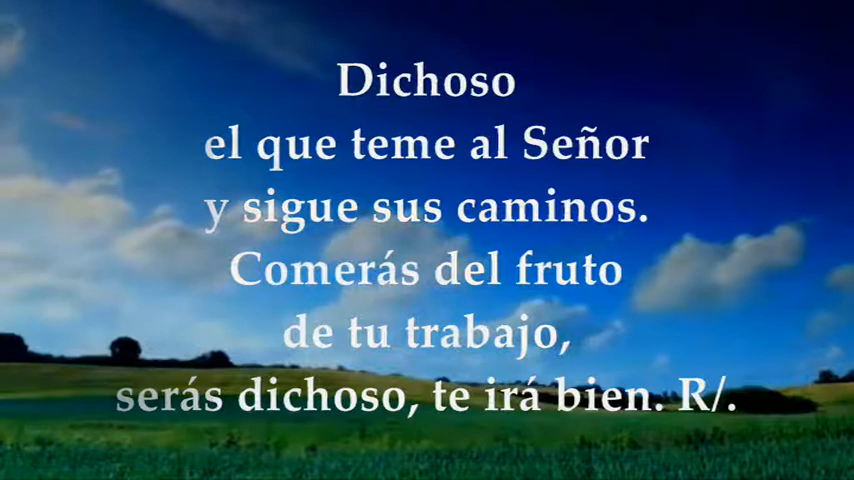 Dichoso
el que teme al Señor
y sigue sus caminos.
Comerás del fruto
de tu trabajo,
serás dichoso, te irá bien. R/.